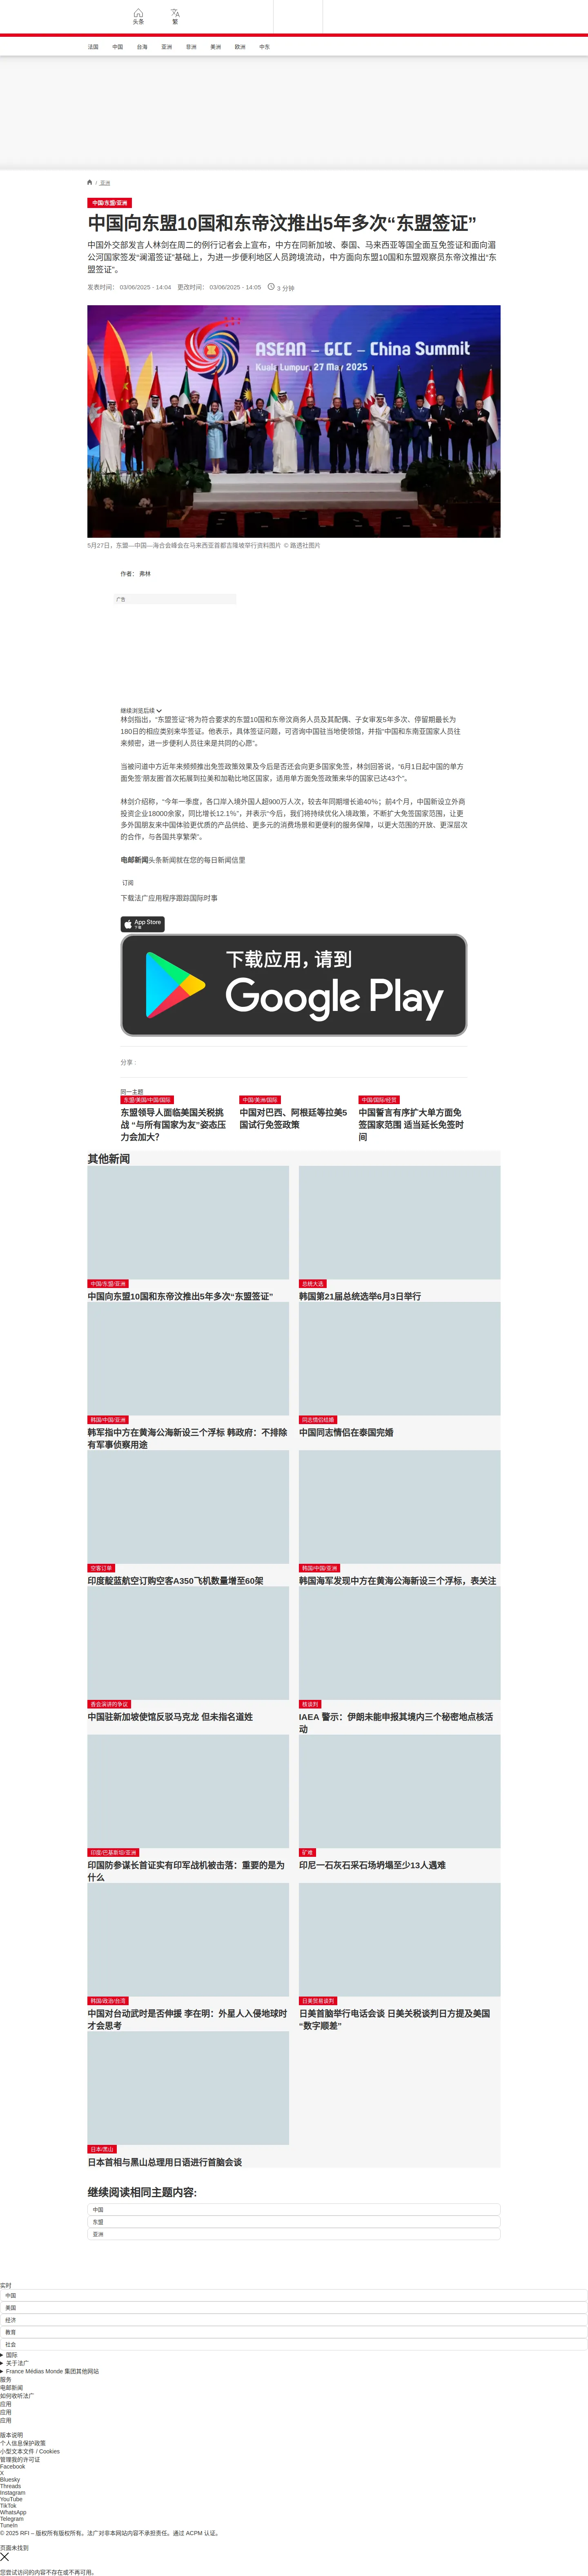 头条
繁
法国 中国 台海 亚洲 非洲 美洲 欧洲 中东
/ 亚洲
中国/东盟/亚洲
中国向东盟10国和东帝汶推出5年多次“东盟签证”
中国外交部发言人林剑在周二的例行记者会上宣布，中方在同新加坡、泰国、马来西亚等国全面互免签证和面向湄
公河国家签发“澜湄签证”基础上，为进一步便利地区人员跨境流动，中方面向东盟10国和东盟观察员东帝汶推出“东
盟签证”。
发表时间： 03/06/2025 - 14:04 更改时间： 03/06/2025 - 14:05 3 分钟
ASEAN – GCC – China Summit
Kuala Lumpur, 27 May 2025
5月27日，东盟—中国—海合会峰会在马来西亚首都吉隆坡举行资料图片 © 路透社图片
作者： 弗林
广告
继续浏览后续
林剑指出，“东盟签证”将为符合要求的东盟10国和东帝汶商务人员及其配偶、子女审发5年多次、停留期最长为
180日的相应类别来华签证。他表示，具体签证问题，可咨询中国驻当地使领馆，并指“中国和东南亚国家人员往
来频密，进一步便利人员往来是共同的心愿”。
当被问道中方近年来频频推出免签政策效果及今后是否还会向更多国家免签，林剑回答说，“6月1日起中国的单方
面免签‘朋友圈’首次拓展到拉美和加勒比地区国家，适用单方面免签政策来华的国家已达43个”。
林剑介绍称，“今年一季度，各口岸入境外国人超900万人次，较去年同期增长逾40％；前4个月，中国新设立外商
投资企业18000余家，同比增长12.1％”，并表示“今后，我们将持续优化入境政策，不断扩大免签国家范围，让更
多外国朋友来中国体验更优质的产品供给、更多元的消费场景和更便利的服务保障，以更大范围的开放、更深层次
的合作，与各国共享繁荣”。
电邮新闻头条新闻就在您的每日新闻信里
订阅
下载法广应用程序跟踪国际时事
App Store
下载
下载应用，请到
Google Play
分享 :
同一主题
东盟/美国/中国/国际
东盟领导人面临美国关税挑
战 “与所有国家为友”姿态压
力会加大？
中国/美洲/国际
中国对巴西、阿根廷等拉美5
国试行免签政策
中国/国际/经贸
中国誓言有序扩大单方面免
签国家范围 适当延长免签时
间
其他新闻
中国/东盟/亚洲
中国向东盟10国和东帝汶推出5年多次“东盟签证”
总统大选
韩国第21届总统选举6月3日举行
韩国/中国/亚洲
韩军指中方在黄海公海新设三个浮标 韩政府：不排除
有军事侦察用途
同志情侣结婚
中国同志情侣在泰国完婚
空客订单
印度靛蓝航空订购空客A350飞机数量增至60架
韩国/中国/亚洲
韩国海军发现中方在黄海公海新设三个浮标，表关注
香会演讲的争议
中国驻新加坡使馆反驳马克龙 但未指名道姓
核谈判
IAEA 警示：伊朗未能申报其境内三个秘密地点核活
动
印度/巴基斯坦/亚洲
印国防参谋长首证实有印军战机被击落：重要的是为
什么
矿难
印尼一石灰石采石场坍塌至少13人遇难
韩国/政治/台湾
中国对台动武时是否伸援 李在明：外星人入侵地球时
才会思考
日美贸易谈判
日美首脑举行电话会谈 日美关税谈判日方提及美国
“数字顺差”
日本/黑山
日本首相与黑山总理用日语进行首脑会谈
继续阅读相同主题内容:
中国
东盟
亚洲
实时
中国
美国
经济
教育
社会
国际
关于法广
France Médias Monde 集团其他网站
服务
电邮新闻
如何收听法广
应用
应用
应用
版本说明
个人信息保护政策
小型文本文件 / Cookies
管理我的许可证
Facebook
X
Bluesky
Threads
Instagram
YouTube
TikTok
WhatsApp
Telegram
TuneIn
© 2025 RFI – 版权所有版权所有。法广对非本网站内容不承担责任。通过 ACPM 认证。
页面未找到
您尝试访问的内容不存在或不再可用。